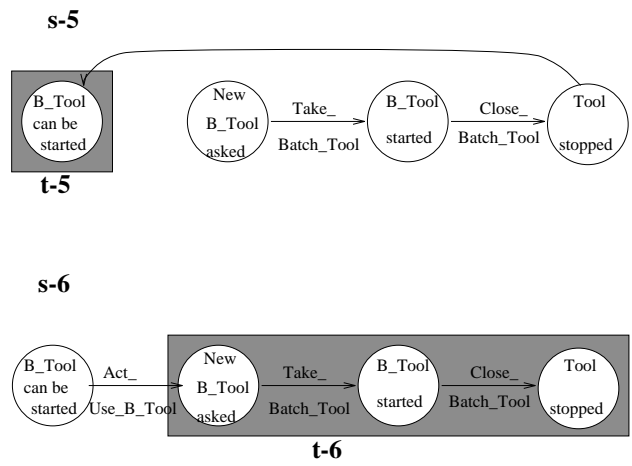 s-5
B_Tool
can be
started
t-5
New
B_Tool
asked
Take_
Batch_Tool
B_Tool
started
Close_
Batch_Tool
Tool
stopped
s-6
B_Tool
can be
started
Act_
Use_B_Tool
New
B_Tool
asked
Take_
Batch_Tool
B_Tool
started
Close_
Batch_Tool
Tool
stopped
t-6